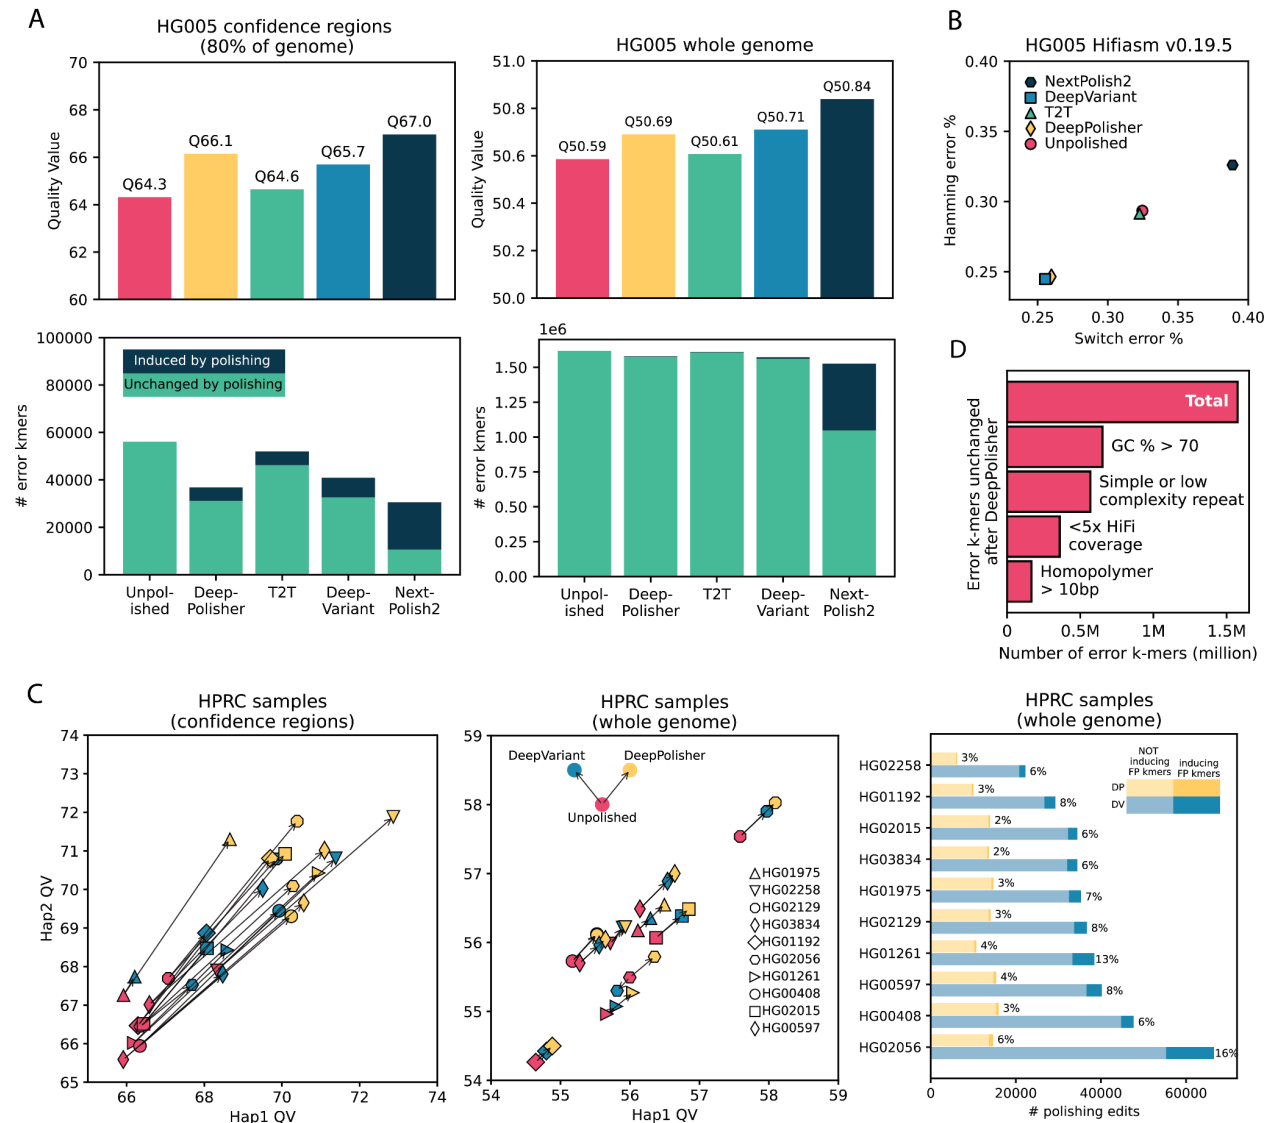 A
HG005 confidence regions
(80% of genome)
70
68
66
64
62
60
Quality Value
Q64.3
Q66.1
Q64.6
Q65.7
Q67.0
HG005 whole genome
51.0
50.8
50.6
50.4
50.2
50.0
Quality Value
Q50.59
Q50.69
Q50.61
Q50.71
Q50.84
B
HG005 Hifiasm v0.19.5
0.40
0.35
0.30
0.25
Hamming error %
NextPolish2
DeepVariant
T2T
DeepPolisher
Unpolished
0.25
0.30
0.35
0.40
Switch error %
100000
80000
60000
40000
20000
0
# error kmers
Induced by polishing
Unchanged by polishing
Unpol-
ished
Deep-
Polisher
T2T
Deep-
Variant
Next-
Polish2
1e6
1.50
1.25
1.00
0.75
0.50
0.25
0.00
# error kmers
Unpol-
ished
Deep-
Polisher
T2T
Deep-
Variant
Next-
Polish2
D
Error k-mers unchanged
after DeepPolisher
Total
GC % > 70
Simple or low
complexity repeat
<5x HiFi
coverage
Homopolymer
> 10bp
0
0.5M
1M
1.5M
Number of error k-mers (million)
C
HPRC samples
(confidence regions)
74
73
72
71
70
69
68
67
66
65
Hap2 QV
66
68
70
72
74
Hap1 QV
HPRC samples
(whole genome)
59
58
57
56
55
54
DeepVariant
DeepPolisher
Unpolished
HG01975
HG02258
HG02129
HG03834
HG01192
HG02056
HG01261
HG00408
HG02015
HG00597
54
55
56
57
58
59
Hap1 QV
HPRC samples
(whole genome)
NOT
inducing
FP kmers
inducing
FP kmers
DP
DV
HG02258
3%
6%
HG01192
3%
8%
HG02015
2%
6%
HG03834
2%
6%
HG01975
3%
7%
HG02129
3%
8%
HG01261
4%
13%
HG00597
4%
8%
HG00408
3%
6%
HG02056
6%
16%
0
20000
40000
60000
# polishing edits